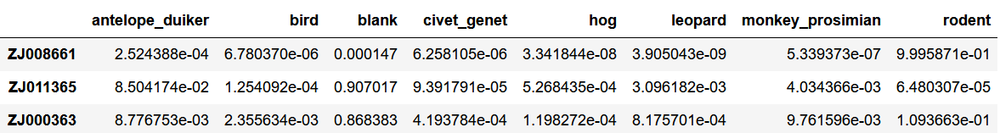 antelope_duiker bird blank civet_genet hog leopard monkey_prosimian rodent
ZJ008661 2.524388e-04 6.780370e-06 0.000147 6.258105e-06 3.341844e-08 3.905043e-09 5.339373e-07 9.995871e-01
ZJ011365 8.504174e-02 1.254092e-04 0.907017 9.391791e-05 5.268435e-04 3.096182e-03 4.034366e-03 6.480307e-05
ZJ000363 8.776753e-03 2.355634e-03 0.868383 4.193784e-04 1.198272e-04 8.175701e-04 9.761596e-03 1.093663e-01